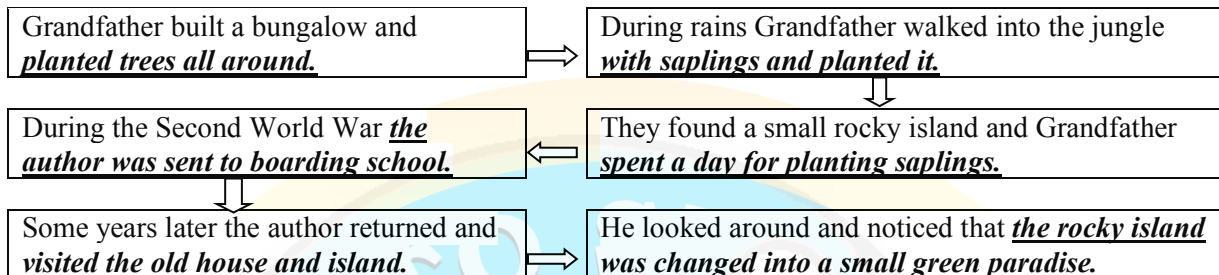 Grandfather built a bungalow and
planted trees all around.
During rains Grandfather walked into the jungle
with saplings and planted it.
They found a small rocky island and Grandfather
spent a day for planting saplings.
During the Second World War the
author was sent to boarding school.
Some years later the author returned and
visited the old house and island.
He looked around and noticed that the rocky island
was changed into a small green paradise.